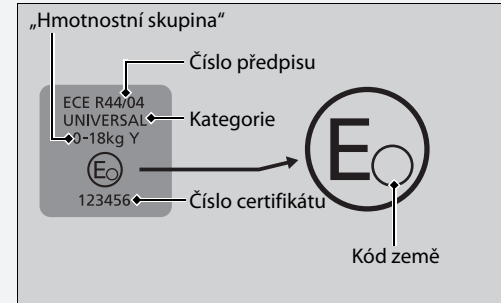 „Hmotnostní skupina“
Číslo předpisu
ECE R44/04
UNIVERSAL
Kategorie
0-18kg Y
E
E
123456
Číslo certifikátu
Kód země